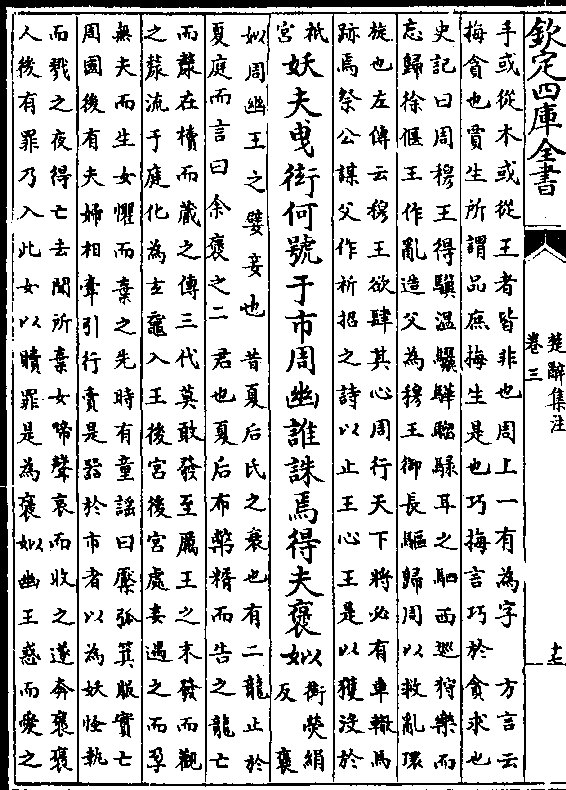 欽定四庫全書
楚辭集注
卷三
十七
手或從木或從王者皆非也周上一有為字　方言云
挴貪也賈生所謂品庶挴生是也巧挴言巧於貪求也
史記曰周穆王得驥溫驪驊騮騄耳之駟西巡狩樂而
忘歸徐偃王作亂造父為穆王御長驅歸周以救亂環
旋也左傳云穆王欲肆其心周行天下將必有車轍馬
跡焉祭公謀父作祈招之詩以止王心王是以獲沒於
祇宮　妖夫曳衒何號于市周幽誰誅焉得夫褒姒　衒熒絹反　褒
姒周幽王之嬖妾也昔夏后氏之衰也有二龍止於
夏庭而言曰余褒之二君也夏后布幣糈而告之龍亡
而漦在櫝而藏之傳三代莫敢發至厲王之末發而觀
之漦流于庭化為玄黿入王後宮後宮處妾遇之而孕
無夫而生女懼而棄之先時有童謠曰檿弧箕服實亡
周國後有夫婦相牽引行賣是器於市者以為妖怪執
而戮之夜得亡去聞所棄女啼聲哀而收之遂奔褒褒
人後有罪乃入此女以贖罪是為褒姒幽王惑而愛之